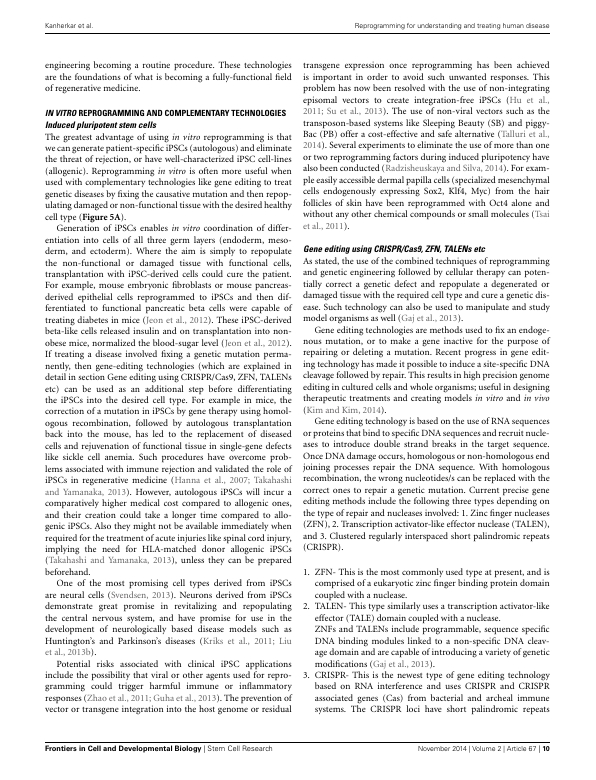 Kanherkar et al.
Reprogramming for understanding and treating human disease
engineering becoming a routine procedure. These technologies
are the foundations of what is becoming a fully-functional field
of regenerative medicine.
IN VITRO REPROGRAMMING AND COMPLEMENTARY TECHNOLOGIES
Induced pluripotent stem cells
The greatest advantage of using in vitro reprogramming is that
we can generate patient-specific iPSCs (autologous) and eliminate
the threat of rejection, or have well-characterized iPSC cell-lines
(allogenic). Reprogramming in vitro is often more useful when
used with complementary technologies like gene editing to treat
genetic diseases by fixing the causative mutation and then repop-
ulating damaged or non-functional tissue with the desired healthy
cell type (Figure 5A).
Generation of iPSCs enables in vitro coordination of differ-
entiation into cells of all three germ layers (endoderm, meso-
derm, and ectoderm). Where the aim is simply to repopulate
the non-functional or damaged tissue with functional cells,
transplantation with iPSC-derived cells could cure the patient.
For example, mouse embryonic fibroblasts or mouse pancreas-
derived epithelial cells reprogrammed to iPSCs and then dif-
ferentiated to functional pancreatic beta cells were capable of
treating diabetes in mice (Jeon et al., 2012). These iPSC-derived
beta-like cells released insulin and on transplantation into non-
obese mice, normalized the blood-sugar level (Jeon et al., 2012).
If treating a disease involved fixing a genetic mutation perma-
nently, then gene-editing technologies (which are explained in
detail in section Gene editing using CRISPR/Cas9, ZFN, TALENs
etc) can be used as an additional step before differentiating
the iPSCs into the desired cell type. For example in mice, the
correction of a mutation in iPSCs by gene therapy using homol-
ogous recombination, followed by autologous transplantation
back into the mouse, has led to the replacement of diseased
cells and rejuvenation of functional tissue in single-gene defects
like sickle cell anemia. Such procedures have overcome prob-
lems associated with immune rejection and validated the role of
iPSCs in regenerative medicine (Hanna et al., 2007; Takahashi
and Yamanaka, 2013). However, autologous iPSCs will incur a
comparatively higher medical cost compared to allogenic ones,
and their creation could take a longer time compared to allo-
genic iPSCs. Also they might not be available immediately when
required for the treatment of acute injuries like spinal cord injury,
implying the need for HLA-matched donor allogenic iPSCs
(Takahashi and Yamanaka, 2013), unless they can be prepared
beforehand.
One of the most promising cell types derived from iPSCs
are neural cells (Svendsen, 2013). Neurons derived from iPSCs
demonstrate great promise in revitalizing and repopulating
the central nervous system, and have promise for use in the
development of neurologically based disease models such as
Huntington's and Parkinson's diseases (Kriks et al., 2011; Liu
et al., 2013b).
Potential risks associated with clinical iPSC applications
include the possibility that viral or other agents used for repro-
gramming could trigger harmful immune or inflammatory
responses (Zhao et al., 2011; Guha et al., 2013). The prevention of
vector or transgene integration into the host genome or residual
transgene expression once reprogramming has been achieved
is important in order to avoid such unwanted responses. This
problem has now been resolved with the use of non-integrating
episomal vectors to create integration-free iPSCs (Hu et al.,
2011; Su et al., 2013). The use of non-viral vectors such as the
transposon-based systems like Sleeping Beauty (SB) and piggy-
Bac (PB) offer a cost-effective and safe alternative (Talluri et al.,
2014). Several experiments to eliminate the use of more than one
or two reprogramming factors during induced pluripotency have
also been conducted (Radzisheuskaya and Silva, 2014). For exam-
ple easily accessible dermal papilla cells (specialized mesenchymal
cells endogenously expressing Sox2, Klf4, Myc) from the hair
follicles of skin have been reprogrammed with Oct4 alone and
without any other chemical compounds or small molecules (Tsai
et al., 2011).
Gene editing using CRISPR/Cas9, ZFN, TALENs etc
As stated, the use of the combined techniques of reprogramming
and genetic engineering followed by cellular therapy can poten-
tially correct a genetic defect and repopulate a degenerated or
damaged tissue with the required cell type and cure a genetic dis-
ease. Such technology can also be used to manipulate and study
model organisms as well (Gaj et al., 2013).
Gene editing technologies are methods used to fix an endoge-
nous mutation, or to make a gene inactive for the purpose of
repairing or deleting a mutation. Recent progress in gene edit-
ing technology has made it possible to induce a site-specific DNA
cleavage followed by repair. This results in high precision genome
editing in cultured cells and whole organisms; useful in designing
therapeutic treatments and creating models in vitro and in vivo
(Kim and Kim, 2014).
Gene editing technology is based on the use of RNA sequences
or proteins that bind to specific DNA sequences and recruit nucle-
ases to introduce double strand breaks in the target sequence.
Once DNA damage occurs, homologous or non-homologous end
joining processes repair the DNA sequence. With homologous
recombination, the wrong nucleotides/s can be replaced with the
correct ones to repair a genetic mutation. Current precise gene
editing methods include the following three types depending on
the type of repair and nucleases involved: 1. Zinc finger nucleases
(ZFN), 2. Transcription activator-like effector nuclease (TALEN),
and 3. Clustered regularly interspaced short palindromic repeats
(CRISPR).
1. ZFN- This is the most commonly used type at present, and is
comprised of a eukaryotic zinc finger binding protein domain
coupled with a nuclease.
2. TALEN- This type similarly uses a transcription activator-like
effector (TALE) domain coupled with a nuclease.
ZNFs and TALENs include programmable, sequence specific
DNA binding modules linked to a non-specific DNA cleav-
age domain and are capable of introducing a variety of genetic
modifications (Gaj et al., 2013).
3. CRISPR- This is the newest type of gene editing technology
based on RNA interference and uses CRISPR and CRISPR
associated genes (Cas) from bacterial and archeal immune
systems. The CRISPR loci have short palindromic repeats
Frontiers in Cell and Developmental Biology | Stem Cell Research
November 2014 | Volume 2 | Article 67 | 10